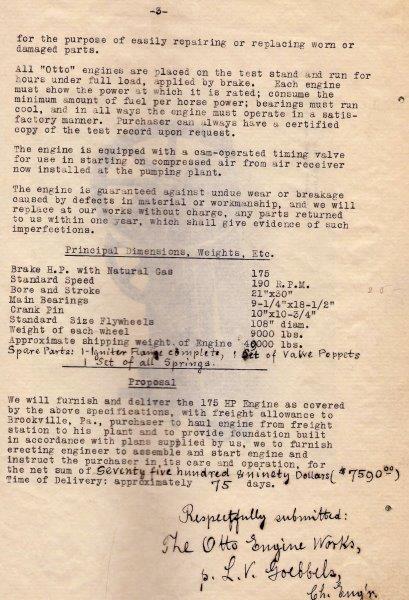 -3-
for the purpose of easily repairing or replacing worn or
damaged parts.
All "Otto" engines are placed on the test stand and run for
hours under full load, applied by brake. Each engine
must show the power at which it is rated; consume the
minimum amount of fuel per horse power; bearings must run
cool, and in all ways the engine must operate in a satis-
factory manner. Purchaser can always have a certified
copy of the test record upon request.
The engine is equipped with a cam-operated timing valve
for use in starting on compressed air from air receiver
now installed at the pumping plant.
The engine is guaranteed against undue wear or breakage
caused by defects in material or workmanship, and we will
replace at our works without charge, any parts returned
to us within one year, which shall give evidence of such
imperfections.
Principal Dimensions, Weights, Etc.
Brake H.P. with Natural Gas 175
Standard Speed 190 R.P.M.
Bore and Stroke 21"x30"
Main Bearings 9-1/4"x18-1/2"
Crank Pin 10"x10-3/4"
Standard Size Flywheels 108" diam.
Weight of each wheel 9000 lbs.
Approximate shipping weight of Engine 40000 lbs.
Spare Parts: 1-Igniter Flange complete, 1 Set of Valve Poppets
1 Set of all Springs.
Proposal
We will furnish and deliver the 175 HP Engine as covered
by the above specifications, with freight allowance to
Brookville, Pa., purchaser to haul engine from freight
station to his plant and to provide foundation built
in accordance with plans supplied by us, we to furnish
erecting engineer to assemble and start engine and
instruct the purchaser in its care and operation, for
the net sum of Seventy five hundred & ninety Dollars ($7590.00)
Time of Delivery: approximately 75 days.
Respectfully submitted:
The Otto Engine Works,
p. L. V. Goebbels,
Ch. Eng'r.